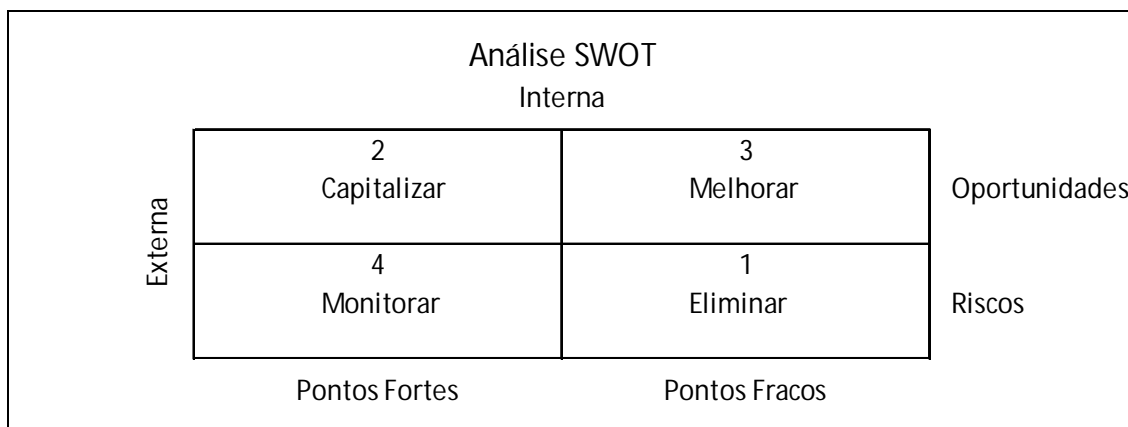 Análise SWOT
Interna
2
3
Capitalizar
Melhorar
Oportunidades
Externa
4
1
Monitorar
Eliminar
Riscos
Pontos Fortes
Pontos Fracos